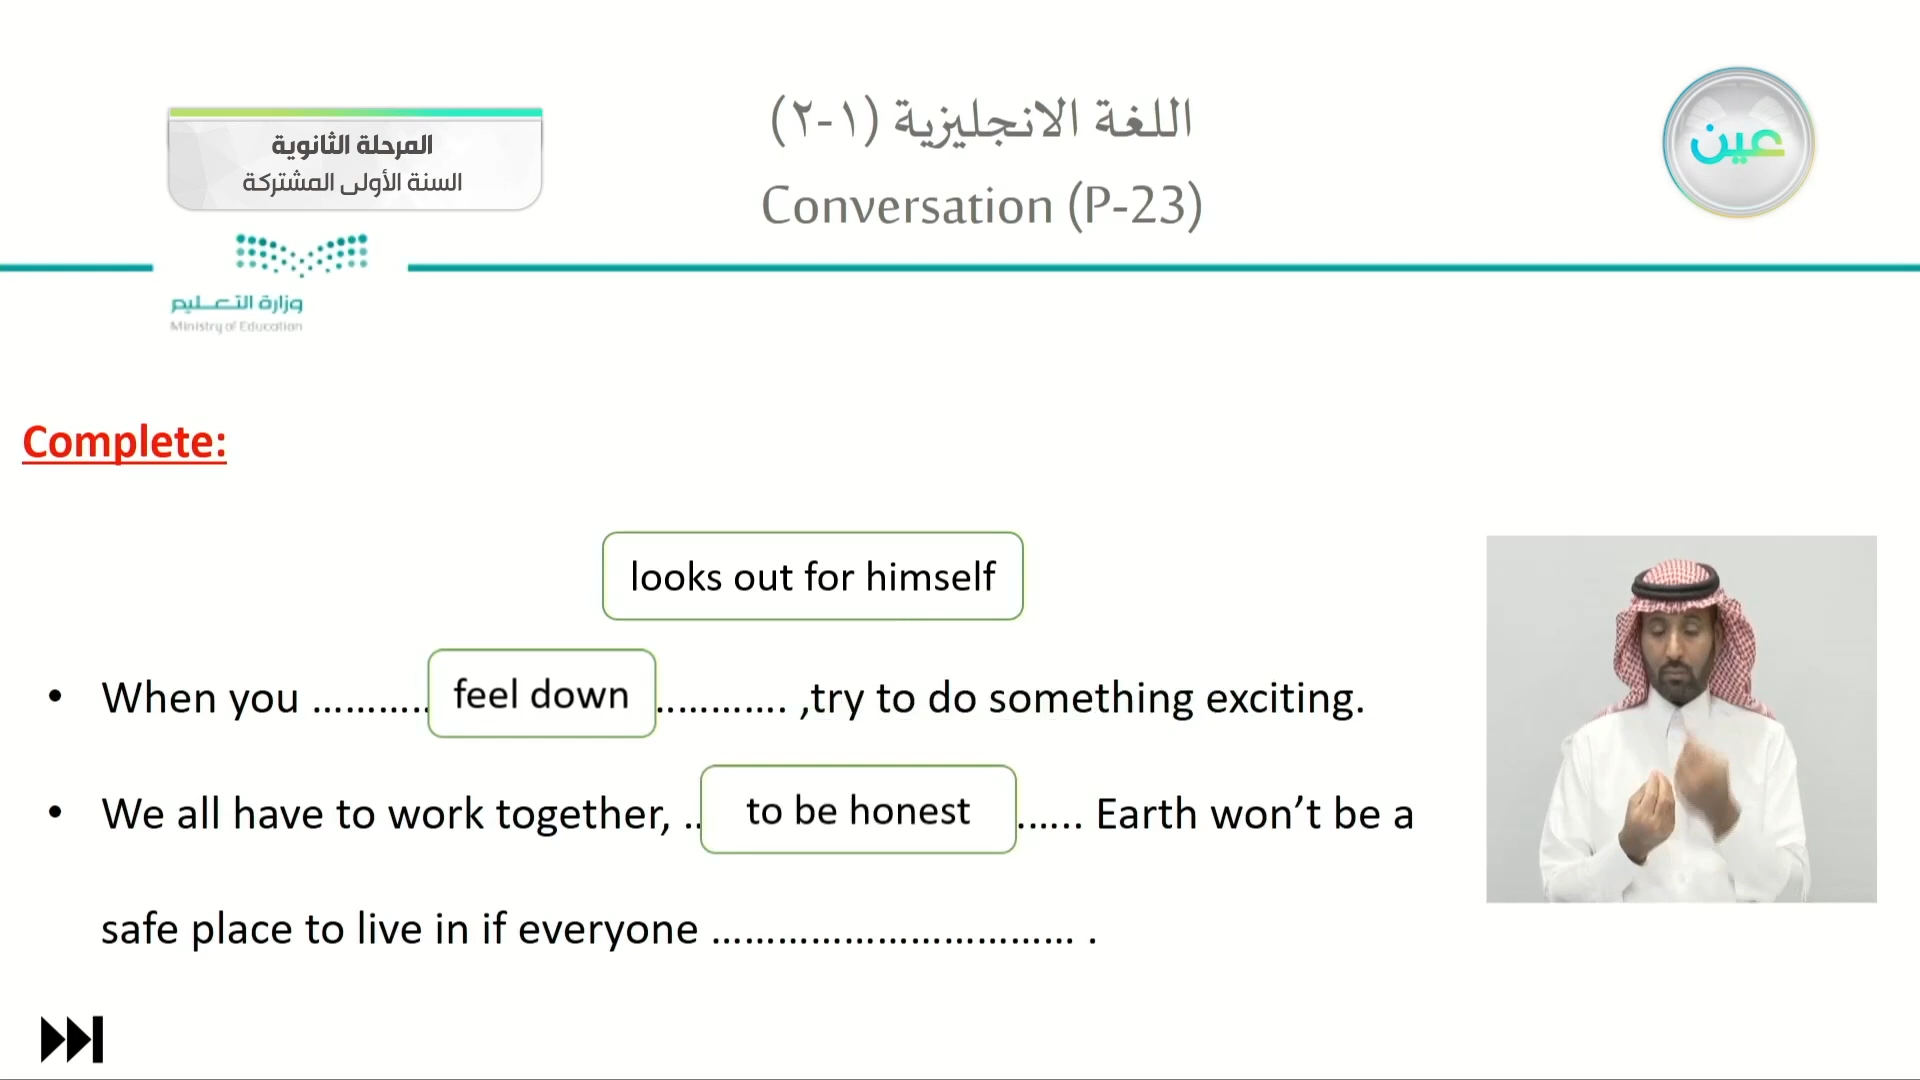 المرحلة الثانوية
السنة الأولى المشتركة
اللغة الانجليزية (١-٢)
Conversation (P-23)
عين
وزارة التعليم
Ministry of Education
Complete:
looks out for himself
• When you ……….. feel down ………… ,try to do something exciting.
• We all have to work together, .. to be honest …… Earth won’t be a
safe place to live in if everyone …………………………… .